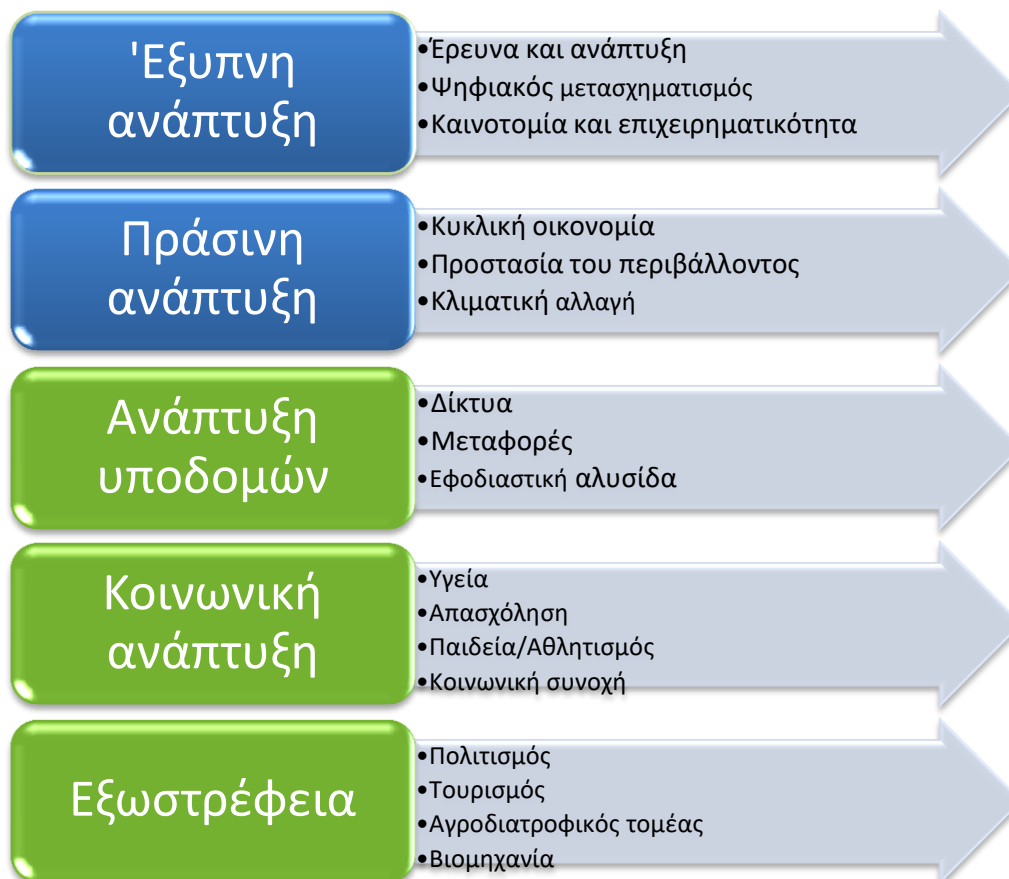 'Εξυπνη
ανάπτυξη
•Έρευνα και ανάπτυξη
•Ψηφιακός μετασχηματισμός
•Καινοτομία και επιχειρηματικότητα
Πράσινη
ανάπτυξη
•Κυκλική οικονομία
•Προστασία του περιβάλλοντος
•Κλιματική αλλαγή
Ανάπτυξη
υποδομών
•Δίκτυα
•Μεταφορές
•Εφοδιαστική αλυσίδα
Κοινωνική
ανάπτυξη
•Υγεία
•Απασχόληση
•Παιδεία/Αθλητισμός
•Κοινωνική συνοχή
Εξωστρέφεια
•Πολιτισμός
•Τουρισμός
•Αγροδιατροφικός τομέας
•Βιομηχανία